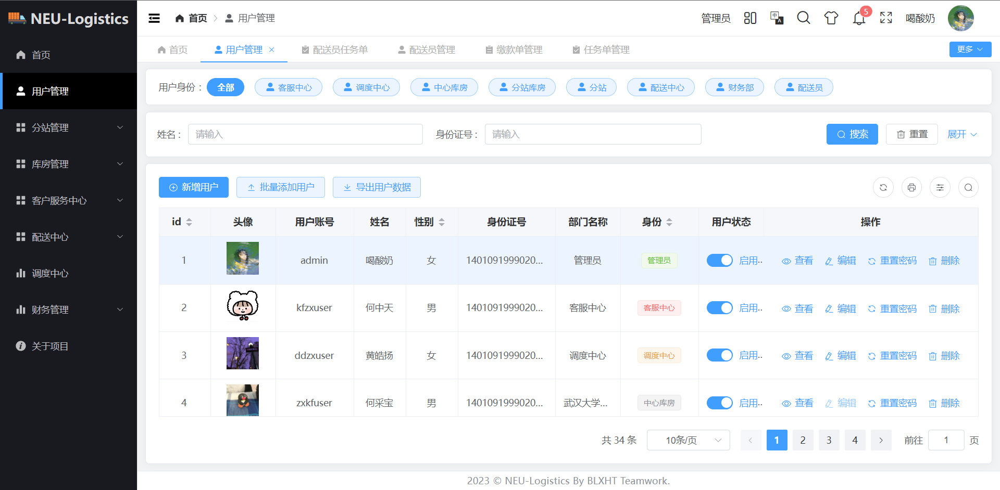 NEU-Logistics
首页
用户管理
分站管理
库房管理
客户服务中心
配送中心
调度中心
财务管理
关于项目
首页 用户管理
管理员 中 A 5 喝酸奶
首页 用户管理 配送员任务单 配送员管理 缴款单管理 任务单管理 更多
用户身份 : 全部 客服中心 调度中心 中心库房 分站库房 分站 配送中心 财务部 配送员
姓名 : 请输入 身份证号 : 请输入 搜索 重置 展开
新增用户 批量添加用户 导出用户数据
id 头像 用户账号 姓名 性别 身份证号 部门名称 身份 用户状态 操作
1 admin 喝酸奶 女 1401091999020... 管理员 管理员 启用.. 查看 编辑 重置密码 删除
2 kfzxuser 何中天 男 1401091999020... 客服中心 客服中心 启用.. 查看 编辑 重置密码 删除
3 ddzxuser 黄皓扬 女 1401091999020... 调度中心 调度中心 启用.. 查看 编辑 重置密码 删除
4 zxkfuser 何采宝 男 1401091999020... 武汉大学... 中心库房 启用.. 查看 编辑 重置密码 删除
共 34 条 10条/页 1 2 3 4 前往 1 页
2023 © NEU-Logistics By BLXHT Teamwork.